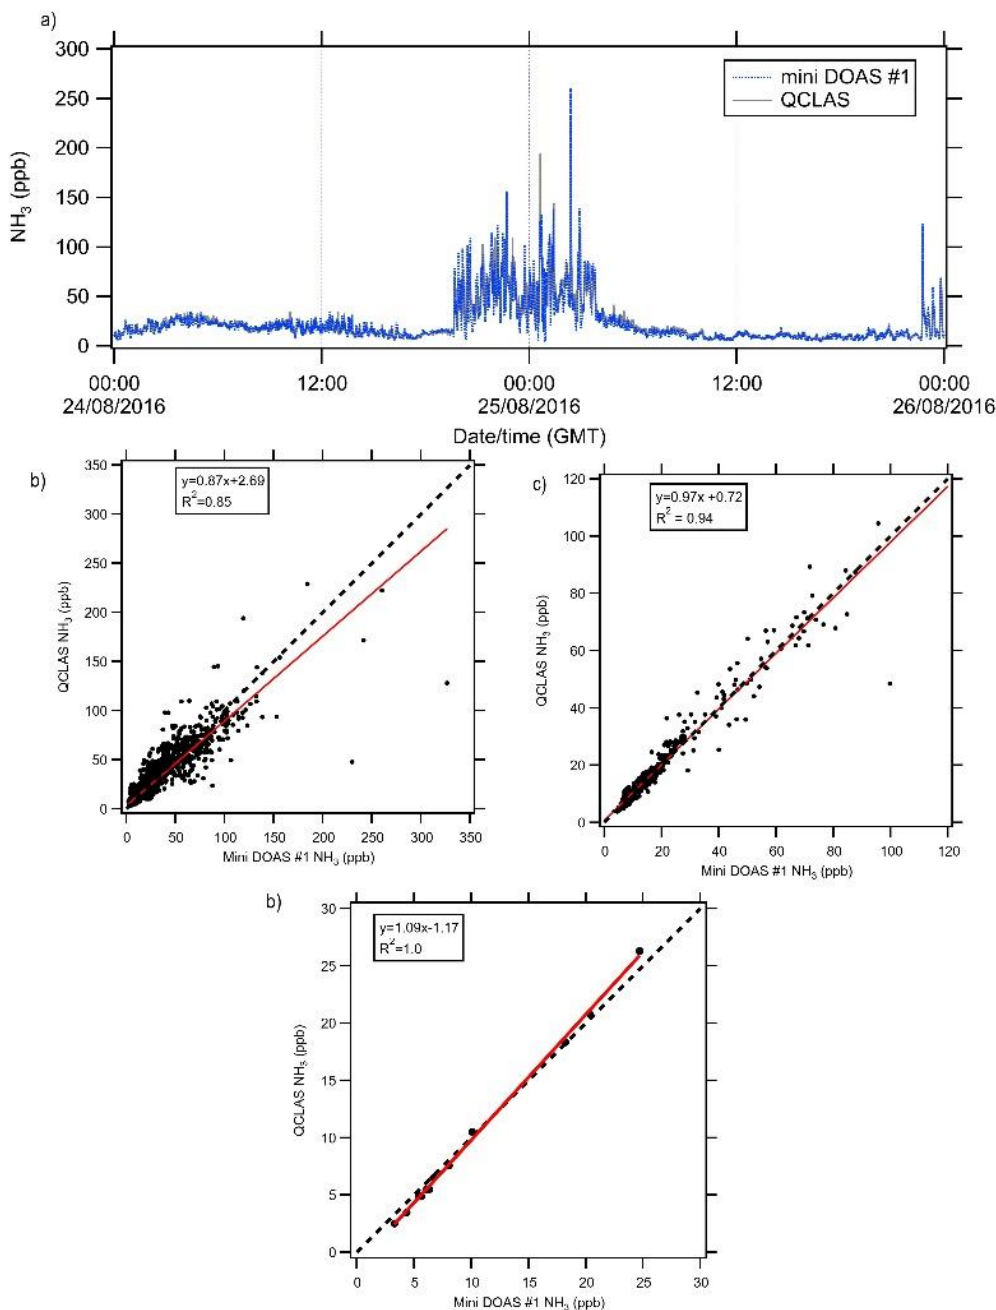 a)
300
250
200
150
100
50
0
NH3 (ppb)
mini DOAS #1
QCLAS
00:00 12:00 00:00 12:00 00:00
24/08/2016 25/08/2016 26/08/2016
Date/time (GMT)
b)
350
300
250
200
150
100
50
0
QCLAS NH3 (ppb)
y=0.87x+2.69
R2=0.85
0 50 100 150 200 250 300 350
Mini DOAS #1 NH3 (ppb)
c)
120
100
80
60
40
20
0
QCLAS NH3 (ppb)
y=0.97x +0.72
R2 = 0.94
0 20 40 60 80 100 120
Mini DOAS #1 NH3 (ppb)
b)
30
25
20
15
10
5
0
QCLAS NH3 (ppb)
y=1.09x-1.17
R2=1.0
0 5 10 15 20 25 30
Mini DOAS #1 NH3 (ppb)